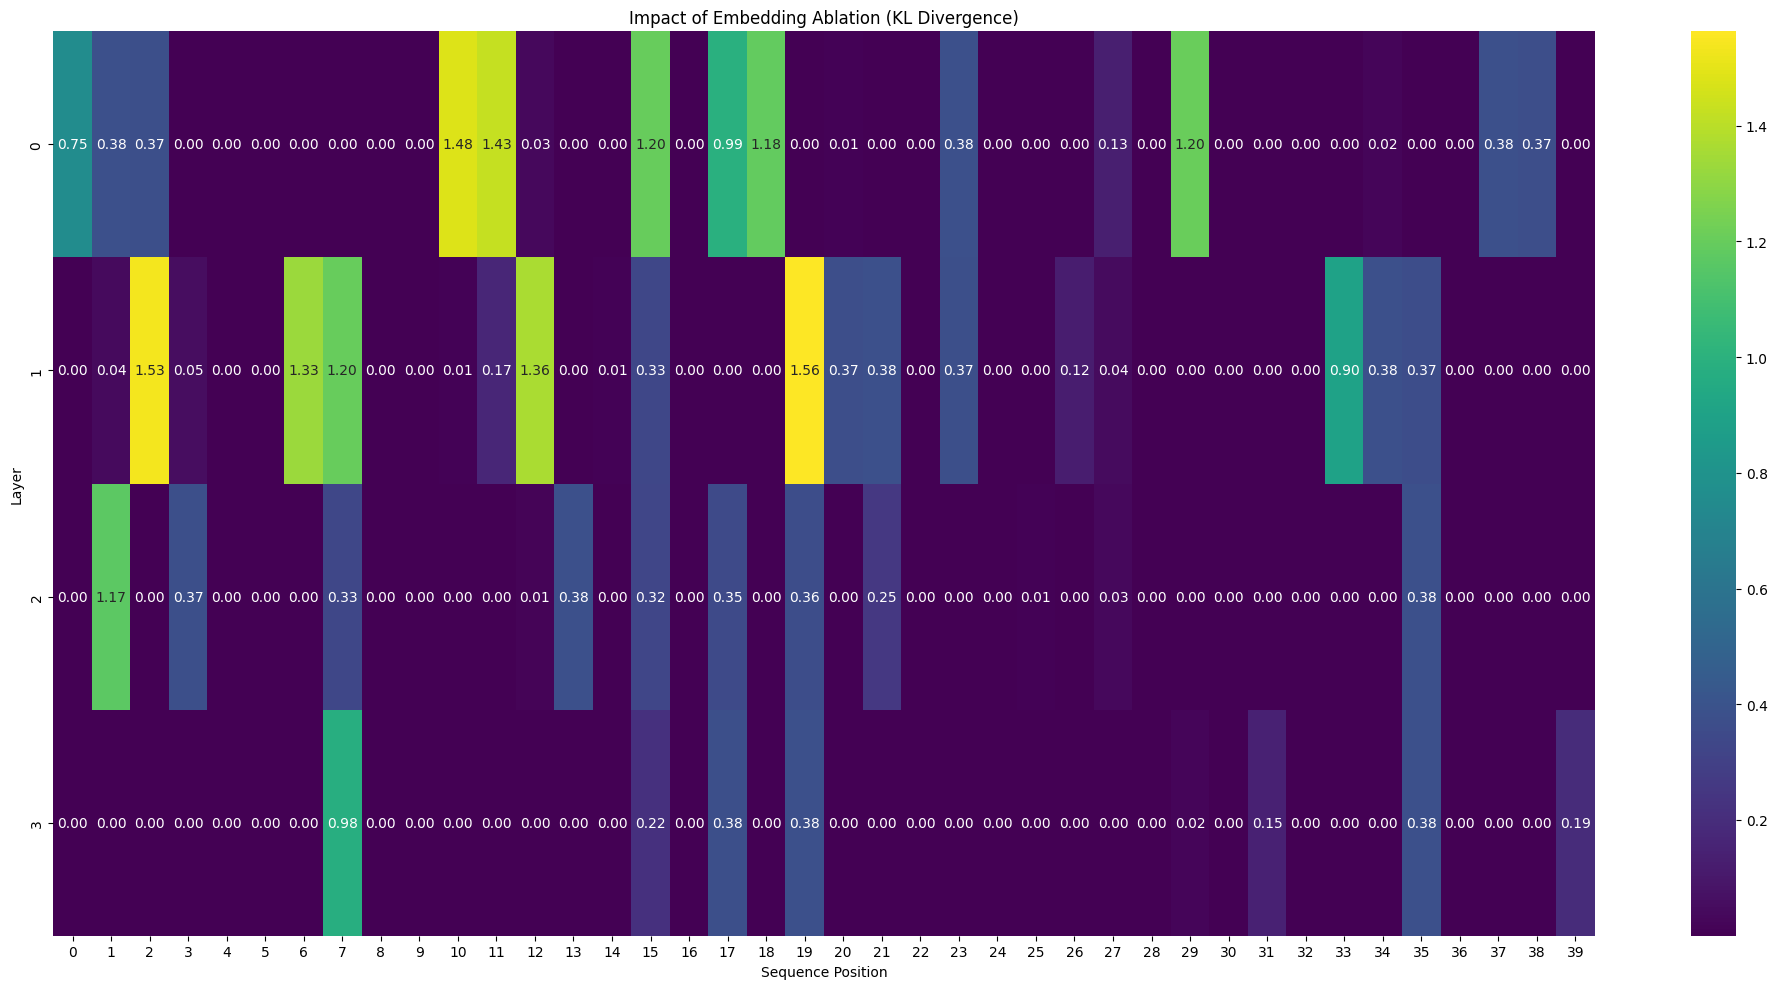 Impact of Embedding Ablation (KL Divergence)
0.75 0.38 0.37 0.00 0.00 0.00 0.00 0.00 0.00 0.00 1.48 1.43 0.03 0.00 0.00 1.20 0.00 0.99 1.18 0.00 0.01 0.00 0.00 0.38 0.00 0.00 0.00 0.13 0.00 1.20 0.00 0.00 0.00 0.00 0.02 0.00 0.00 0.38 0.37 0.00
0
0.00 0.04 1.53 0.05 0.00 0.00 1.33 1.20 0.00 0.00 0.01 0.17 1.36 0.00 0.01 0.33 0.00 0.00 0.00 1.56 0.37 0.38 0.00 0.37 0.00 0.00 0.12 0.04 0.00 0.00 0.00 0.00 0.00 0.90 0.38 0.37 0.00 0.00 0.00 0.00
1
Layer
0.00 1.17 0.00 0.37 0.00 0.00 0.00 0.33 0.00 0.00 0.00 0.00 0.01 0.38 0.00 0.32 0.00 0.35 0.00 0.36 0.00 0.25 0.00 0.00 0.00 0.01 0.00 0.03 0.00 0.00 0.00 0.00 0.00 0.00 0.00 0.38 0.00 0.00 0.00 0.00
2
0.00 0.00 0.00 0.00 0.00 0.00 0.00 0.98 0.00 0.00 0.00 0.00 0.00 0.00 0.00 0.22 0.00 0.38 0.00 0.38 0.00 0.00 0.00 0.00 0.00 0.00 0.00 0.00 0.00 0.02 0.00 0.15 0.00 0.00 0.00 0.38 0.00 0.00 0.00 0.19
3
0 1 2 3 4 5 6 7 8 9 10 11 12 13 14 15 16 17 18 19 20 21 22 23 24 25 26 27 28 29 30 31 32 33 34 35 36 37 38 39
Sequence Position
1.4
1.2
1.0
0.8
0.6
0.4
0.2